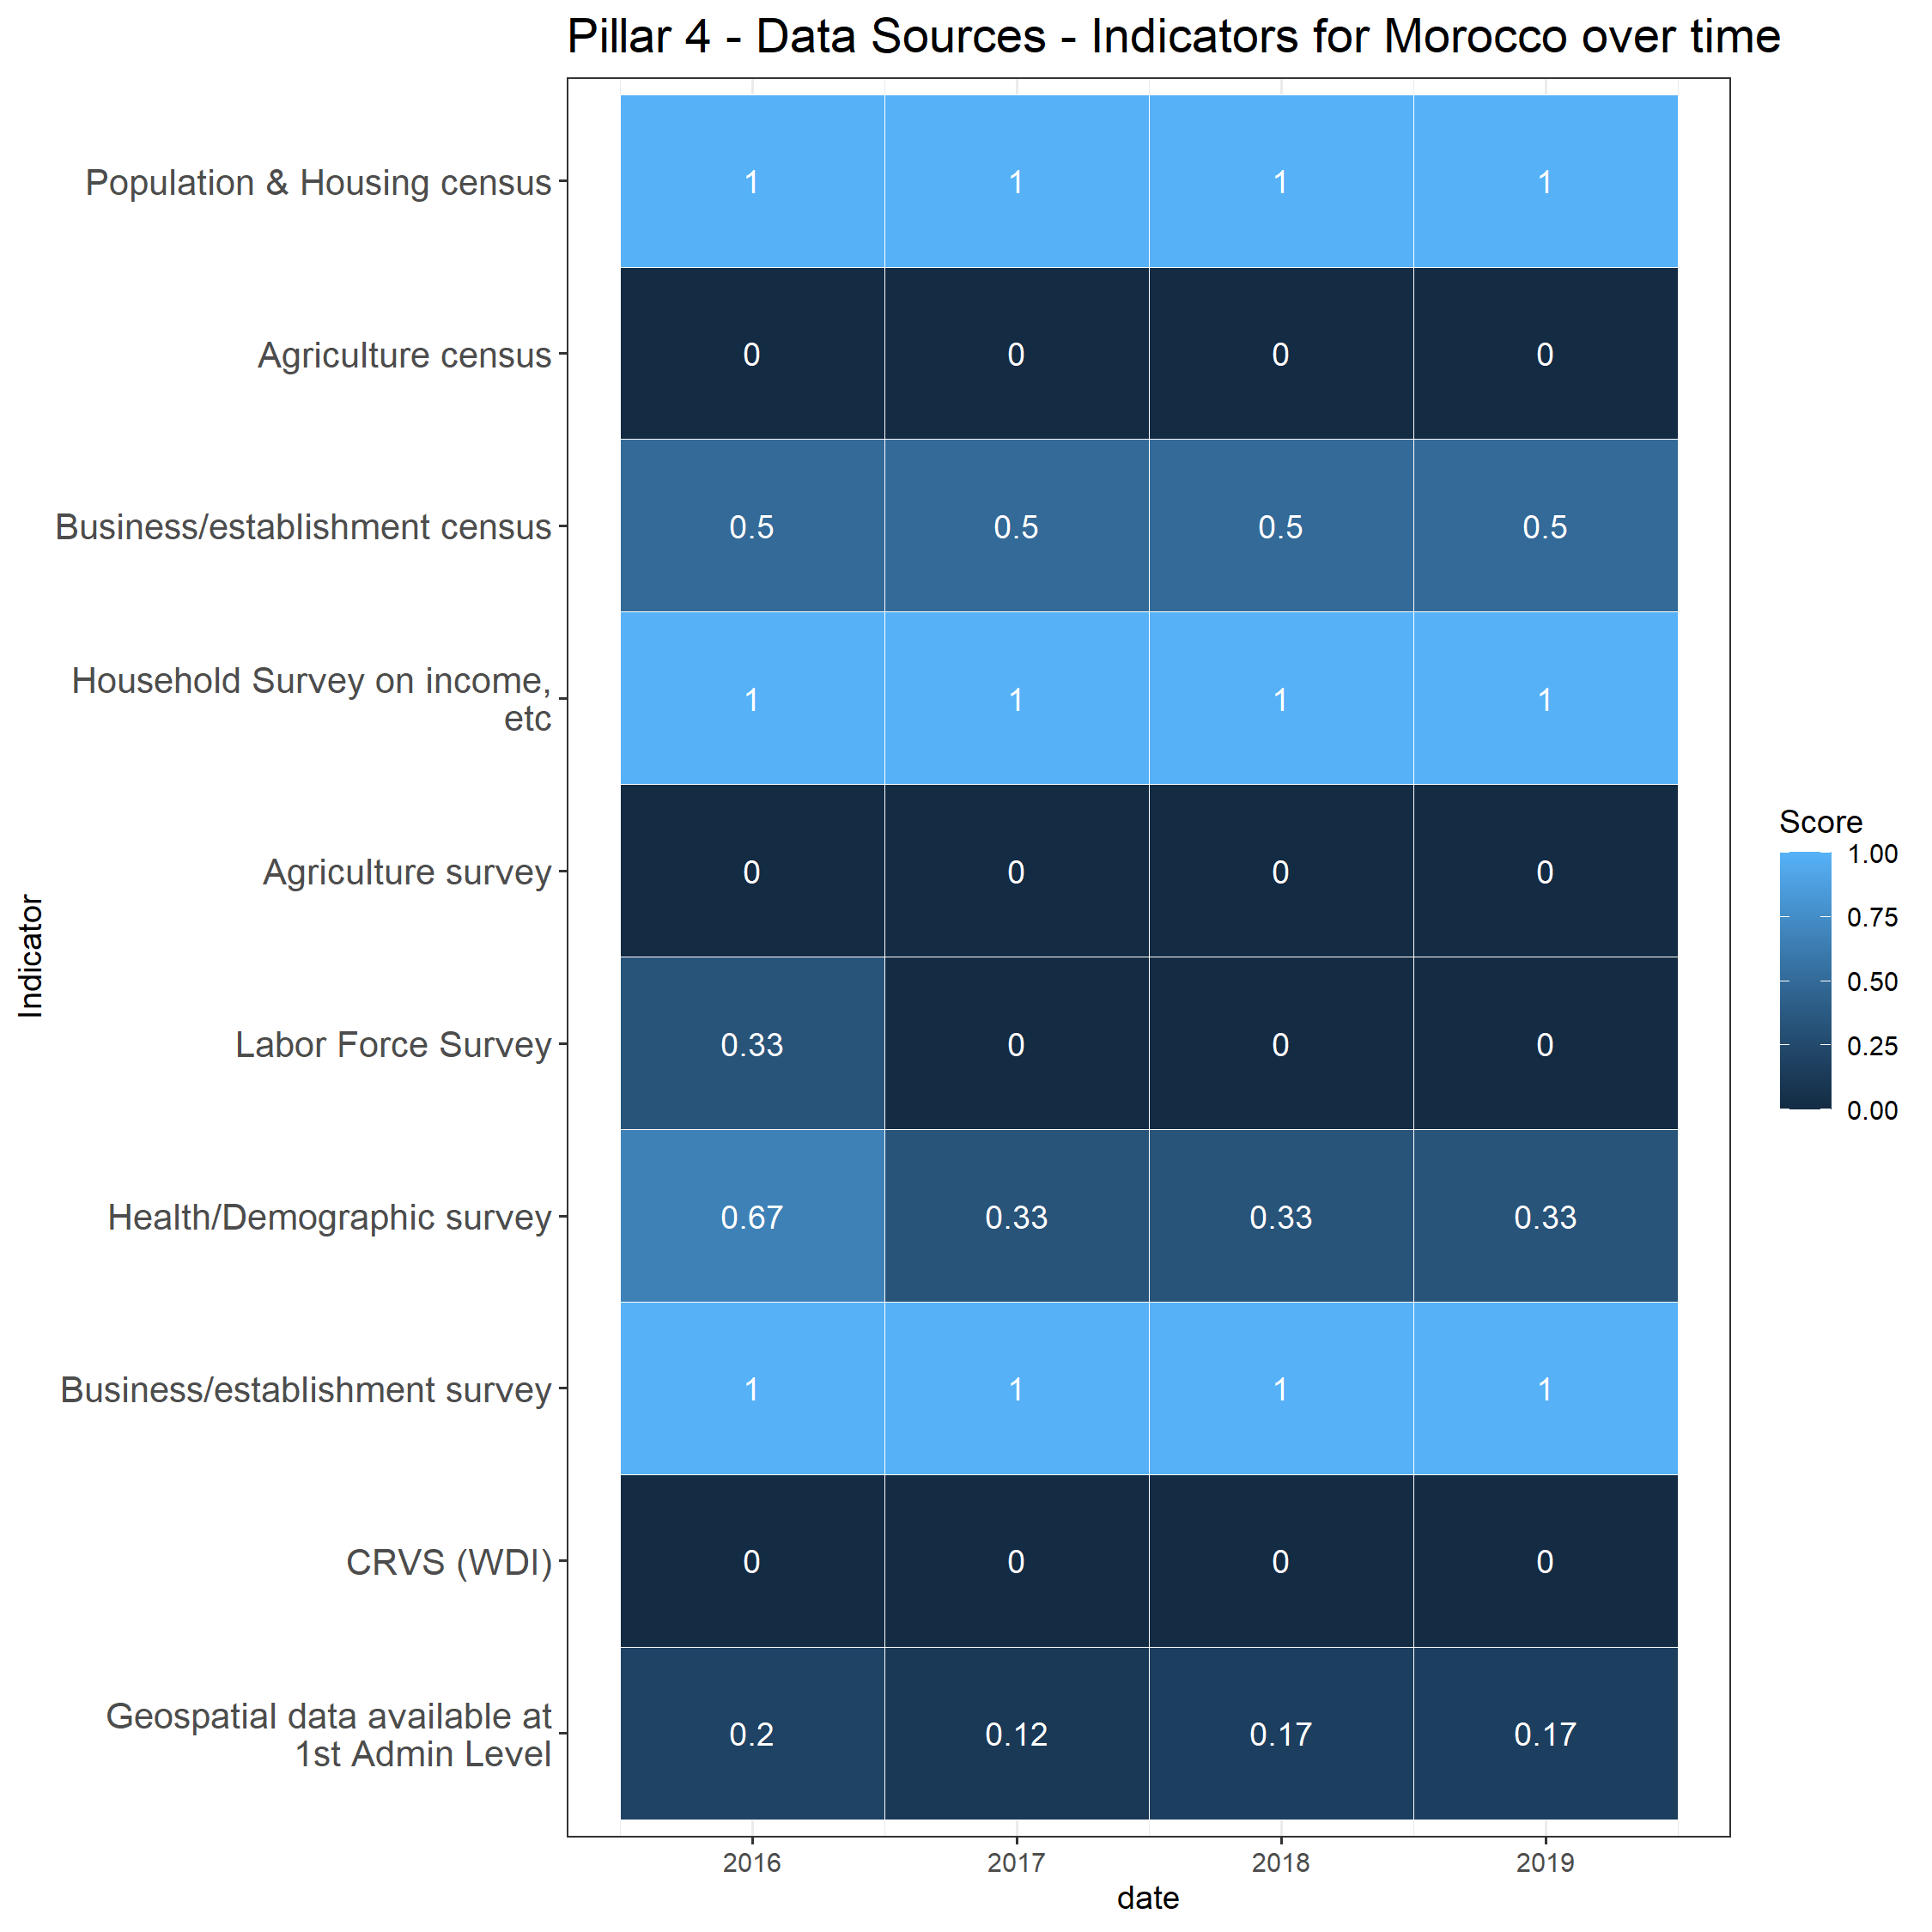 Pillar 4 - Data Sources - Indicators for Morocco over time
Population & Housing census
1 1 1 1
Agriculture census
0 0 0 0
Business/establishment census
0.5 0.5 0.5 0.5
Household Survey on income,
etc
1 1 1 1
Agriculture survey
0 0 0 0
Labor Force Survey
0.33 0 0 0
Health/Demographic survey
0.67 0.33 0.33 0.33
Business/establishment survey
1 1 1 1
CRVS (WDI)
0 0 0 0
Geospatial data available at
1st Admin Level
0.2 0.12 0.17 0.17
2016 2017 2018 2019
date
Indicator
Score
1.00
0.75
0.50
0.25
0.00